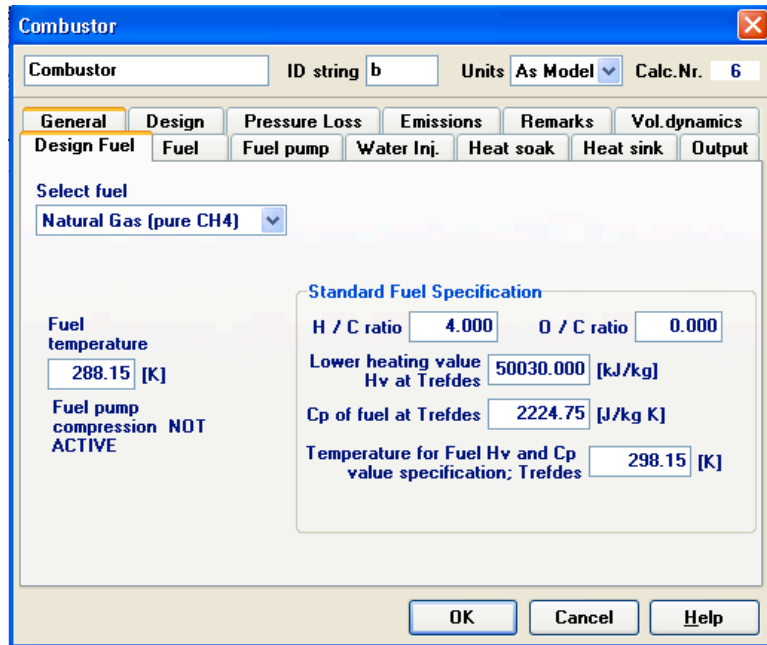 Combustor
Combustor ID string b Units As Model Calc.Nr. 6
General Design Pressure Loss Emissions Remarks Vol.dynamics
Design Fuel Fuel Fuel pump Water Inj. Heat soak Heat sink Output
Select fuel
Natural Gas (pure CH4)
Standard Fuel Specification
Fuel
temperature
288.15 [K]
Fuel pump
compression NOT
ACTIVE
H / C ratio 4.000 O / C ratio 0.000
Lower heating value
Hv at Trefdes 50030.000 [kJ/kg]
Cp of fuel at Trefdes 2224.75 [J/kg K]
Temperature for Fuel Hv and Cp
value specification; Trefdes 298.15 [K]
OK Cancel Help